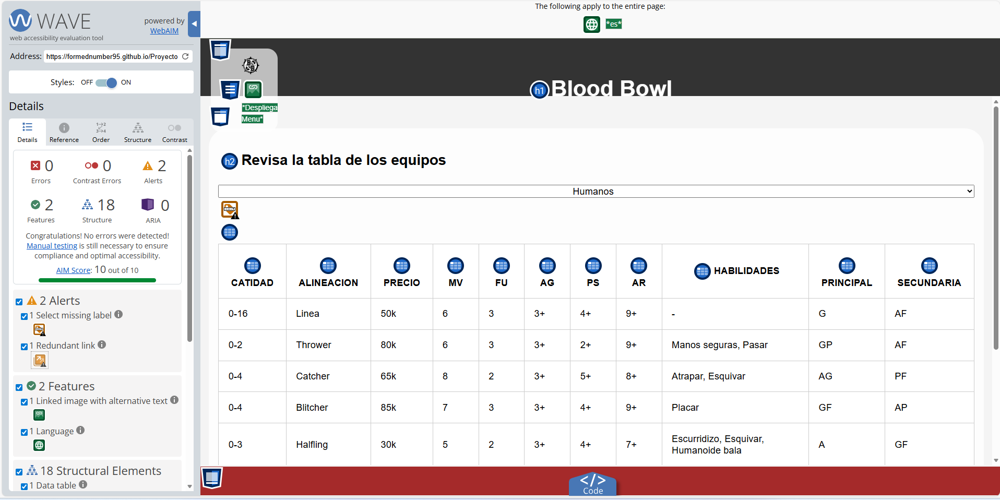 WAVE
web accessibility evaluation tool
powered by
WebAIM
Address: https://formednumber95.github.io/Proyecto
Styles: OFF ON
Details
Details Reference Order Structure Contrast
1→2
3→4
0 0 2
Errors Contrast Errors Alerts
2 18 0
Features Structure ARIA
Congratulations! No errors were detected!
Manual testing is still necessary to ensure
compliance and optimal accessibility.
AIM Score: 10 out of 10
2 Alerts
1 Select missing label
1 Redundant link
2 Features
1 Linked image with alternative text
1 Language
18 Structural Elements
1 Data table
The following apply to the entire page:
*es*
h1 Blood Bowl
*Despliega
Menu*
h2 Revisa la tabla de los equipos
Humanos
CATIDAD ALINEACION PRECIO MV FU AG PS AR HABILIDADES PRINCIPAL SECUNDARIA
0-16 Linea 50k 6 3 3+ 4+ 9+ - G AF
0-2 Thrower 80k 6 3 3+ 2+ 9+ Manos seguras, Pasar GP AF
0-4 Catcher 65k 8 2 3+ 5+ 8+ Atrapar, Esquivar AG PF
0-4 Blitcher 85k 7 3 3+ 4+ 9+ Placar GF AP
0-3 Halfling 30k 5 2 3+ 4+ 7+ Escurridizo, Esquivar,
Humanoide bala A GF
</>
Code